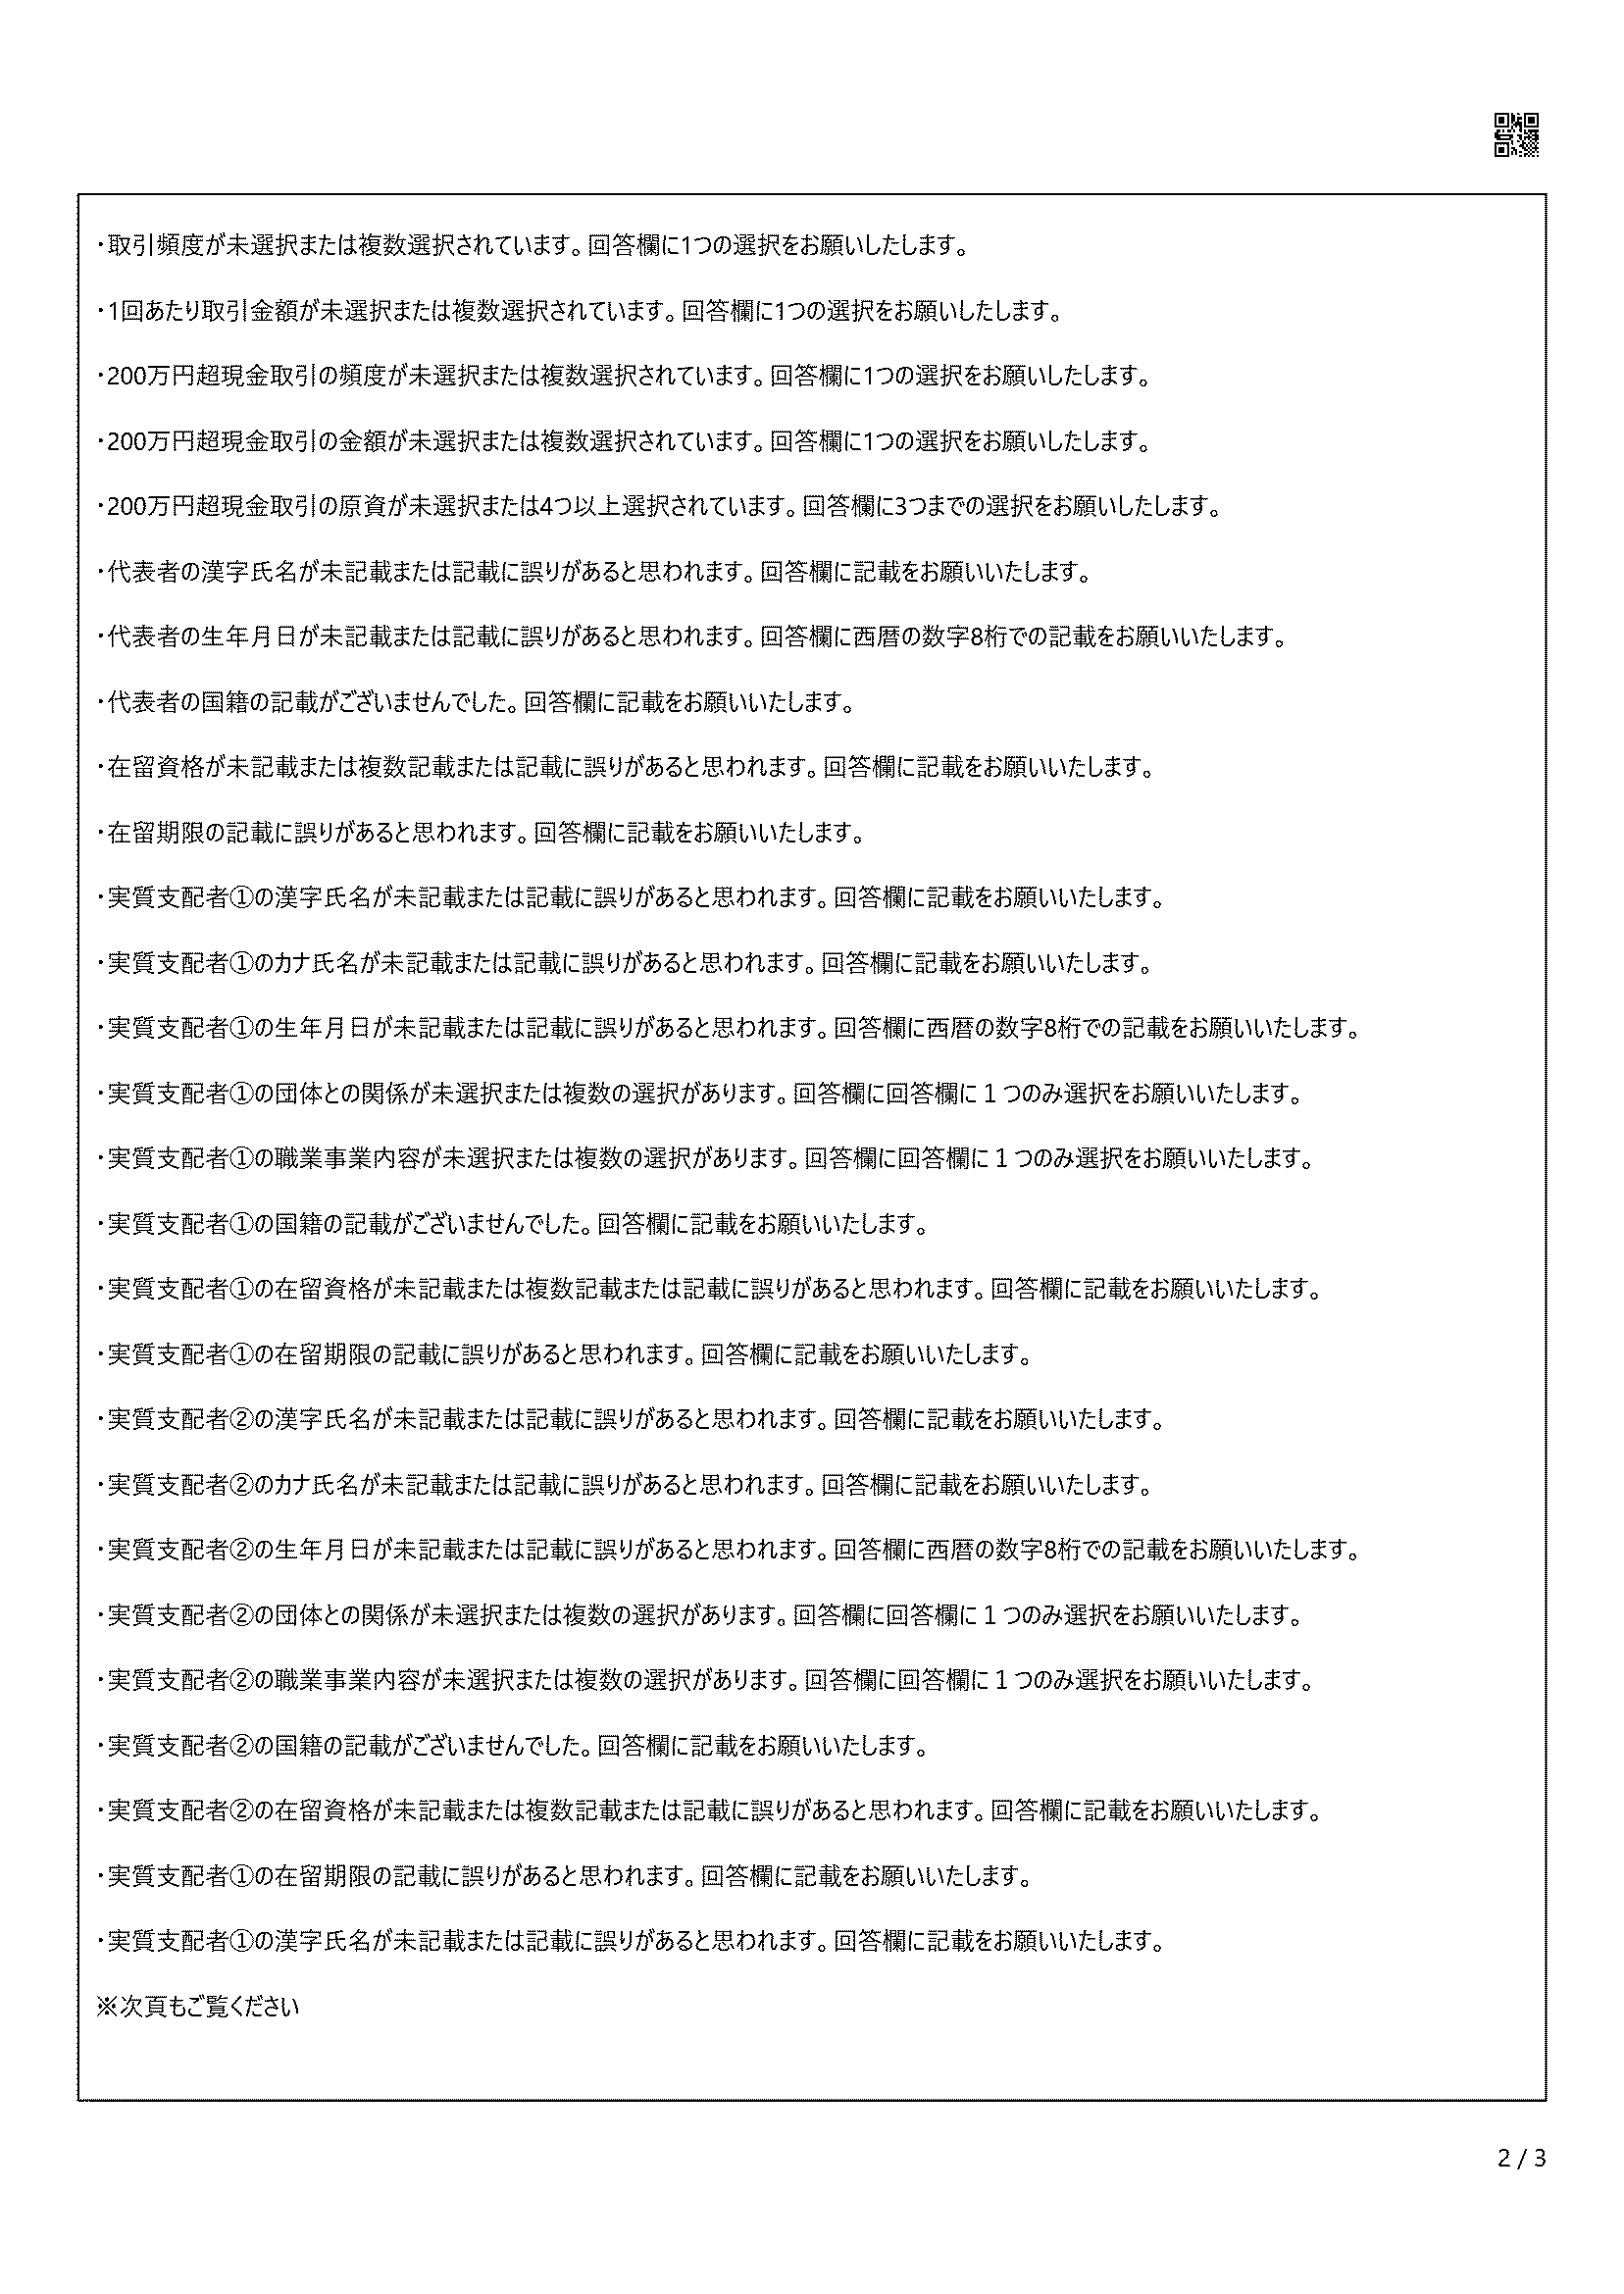 ・取引頻度が未選択または複数選択されています。回答欄に1つの選択をお願いしたします。
・1回あたり取引金額が未選択または複数選択されています。回答欄に1つの選択をお願いしたします。
・200万円超現金取引の頻度が未選択または複数選択されています。回答欄に1つの選択をお願いしたします。
・200万円超現金取引の金額が未選択または複数選択されています。回答欄に1つの選択をお願いしたします。
・200万円超現金取引の原資が未選択または4つ以上選択されています。回答欄に3つまでの選択をお願いしたします。
・代表者の漢字氏名が未記載または記載に誤りがあると思われます。回答欄に記載をお願いいたします。
・代表者の生年月日が未記載または記載に誤りがあると思われます。回答欄に西暦の数字8桁での記載をお願いいたします。
・代表者の国籍の記載がございませんでした。回答欄に記載をお願いいたします。
・在留資格が未記載または複数記載または記載に誤りがあると思われます。回答欄に記載をお願いいたします。
・在留期限の記載に誤りがあると思われます。回答欄に記載をお願いいたします。
・実質支配者①の漢字氏名が未記載または記載に誤りがあると思われます。回答欄に記載をお願いいたします。
・実質支配者①のカナ氏名が未記載または記載に誤りがあると思われます。回答欄に記載をお願いいたします。
・実質支配者①の生年月日が未記載または記載に誤りがあると思われます。回答欄に西暦の数字8桁での記載をお願いいたします。
・実質支配者①の団体との関係が未選択または複数の選択があります。回答欄に回答欄に１つのみ選択をお願いいたします。
・実質支配者①の職業事業内容が未選択または複数の選択があります。回答欄に回答欄に１つのみ選択をお願いいたします。
・実質支配者①の国籍の記載がございませんでした。回答欄に記載をお願いいたします。
・実質支配者①の在留資格が未記載または複数記載または記載に誤りがあると思われます。回答欄に記載をお願いいたします。
・実質支配者①の在留期限の記載に誤りがあると思われます。回答欄に記載をお願いいたします。
・実質支配者②の漢字氏名が未記載または記載に誤りがあると思われます。回答欄に記載をお願いいたします。
・実質支配者②のカナ氏名が未記載または記載に誤りがあると思われます。回答欄に記載をお願いいたします。
・実質支配者②の生年月日が未記載または記載に誤りがあると思われます。回答欄に西暦の数字8桁での記載をお願いいたします。
・実質支配者②の団体との関係が未選択または複数の選択があります。回答欄に回答欄に１つのみ選択をお願いいたします。
・実質支配者②の職業事業内容が未選択または複数の選択があります。回答欄に回答欄に１つのみ選択をお願いいたします。
・実質支配者②の国籍の記載がございませんでした。回答欄に記載をお願いいたします。
・実質支配者②の在留資格が未記載または複数記載または記載に誤りがあると思われます。回答欄に記載をお願いいたします。
・実質支配者①の在留期限の記載に誤りがあると思われます。回答欄に記載をお願いいたします。
・実質支配者①の漢字氏名が未記載または記載に誤りがあると思われます。回答欄に記載をお願いいたします。
※次頁もご覧ください
2 / 3